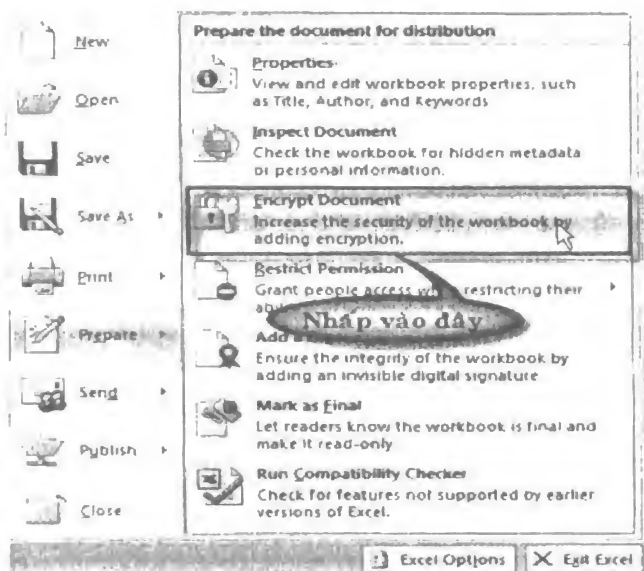 New
Open
Save
Save As
Print
Prepare
Send
Publish
Close
Prepare the document for distribution
Properties
View and edit workbook properties, such
as Title, Author, and Keywords
Inspect Document
Check the workbook for hidden metadata
or personal information.
Encrypt Document
Increase the security of the workbook by
adding encryption.
Restrict Permission
Grant people access restricting their
Nhấp vào đây
Add a
Ensure the integrity of the workbook by
adding an invisible digital signature
Mark as Final
Let readers know the workbook is final and
make it read-only
Run Compatibility Checker
Check for features not supported by earlier
versions of Excel.
Excel Options
Exit Excel